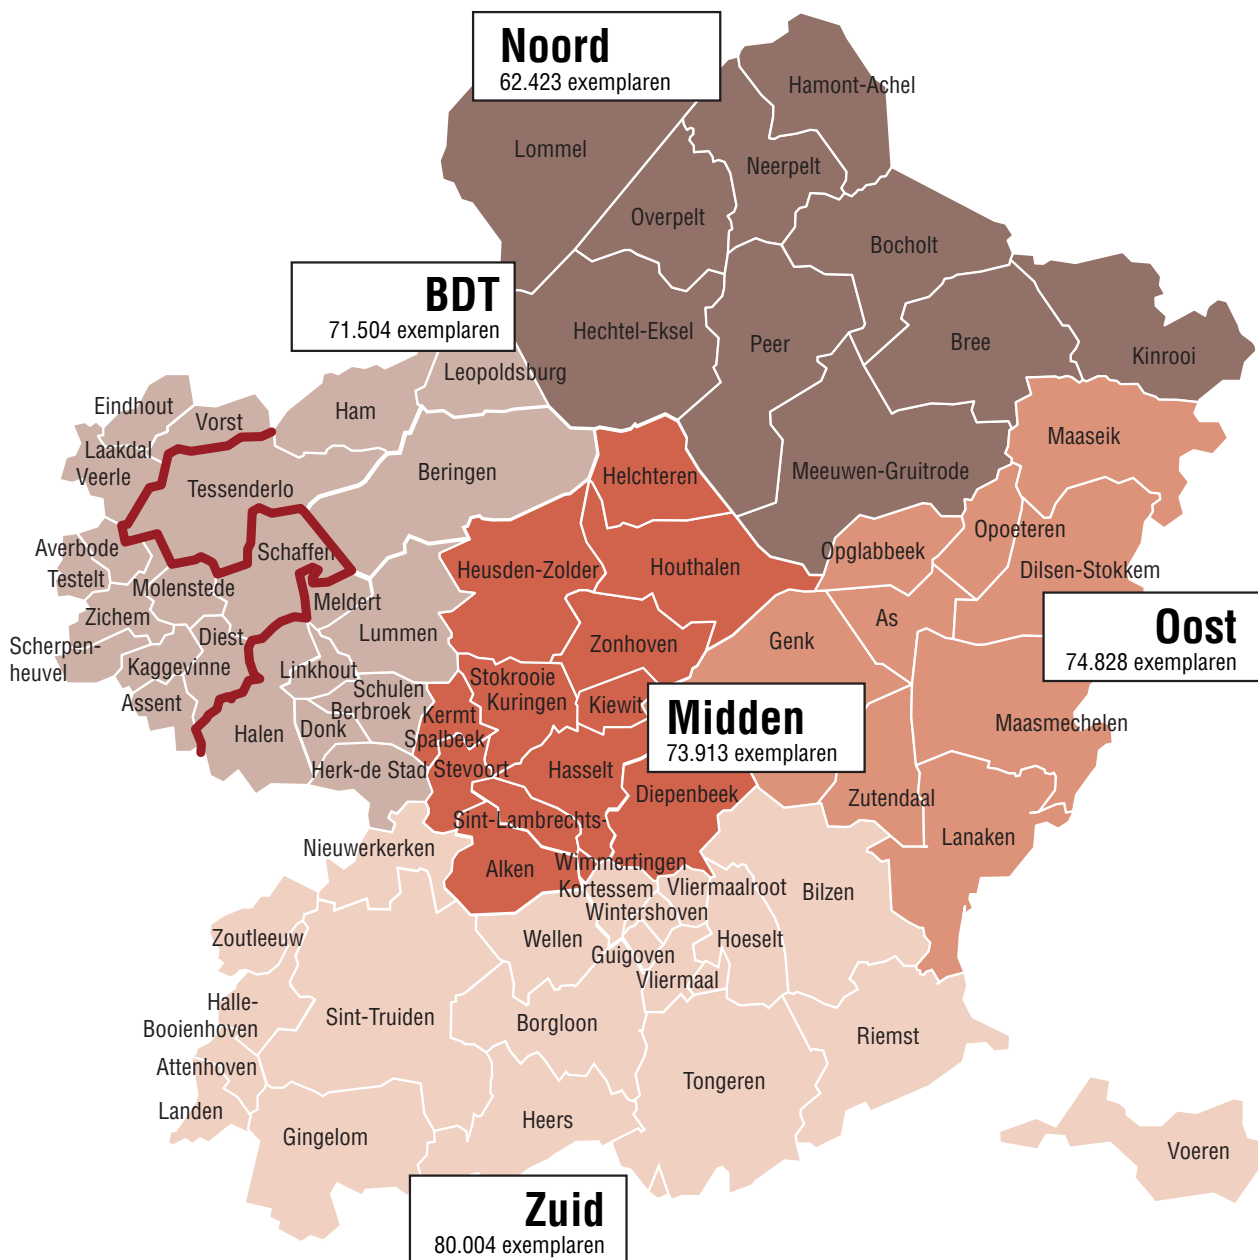 Noord
62.423 exemplaren
Hamont-Achel
Lommel
Neerpelt
Overpelt
Bocholt
BDT
71.504 exemplaren
Hechtel-Eksel
Peer
Bree
Kinrooi
Leopoldsburg
Eindhout
Vorst
Ham
Laakdal
Veerle
Beringen
Helchteren
Meeuwen-Gruitrode
Maaseik
Tessenderlo
Averbode
Schaffen
Testelt
Molenstede
Heusden-Zolder
Houthalen
Opglabbeek
Opoeteren
Dilsen-Stokkem
Zichem
Meldert
Scherpen-
heuvel
Diest
Lummen
Kaggevinne
Linkhout
Zonhoven
Genk
As
Oost
74.828 exemplaren
Assent
Schulen
Berbroek
Stokrooie
Kuringen
Kiewit
Halen
Donk
Kermt
Spalbeek
Midden
73.913 exemplaren
Maasmechelen
Herk-de Stad
Stevoort
Hasselt
Diepenbeek
Zutendaal
Sint-Lambrechts-
Lanaken
Nieuwerkerken
Alken
Wimmertingen
Kortessem
Vliermaalroot
Bilzen
Wintershoven
Zoutleeuw
Wellen
Guigoven
Hoeselt
Vliermaal
Halle-
Booienhoven
Sint-Truiden
Borgloon
Riemst
Attenhoven
Tongeren
Landen
Gingelom
Heers
Voeren
Zuid
80.004 exemplaren